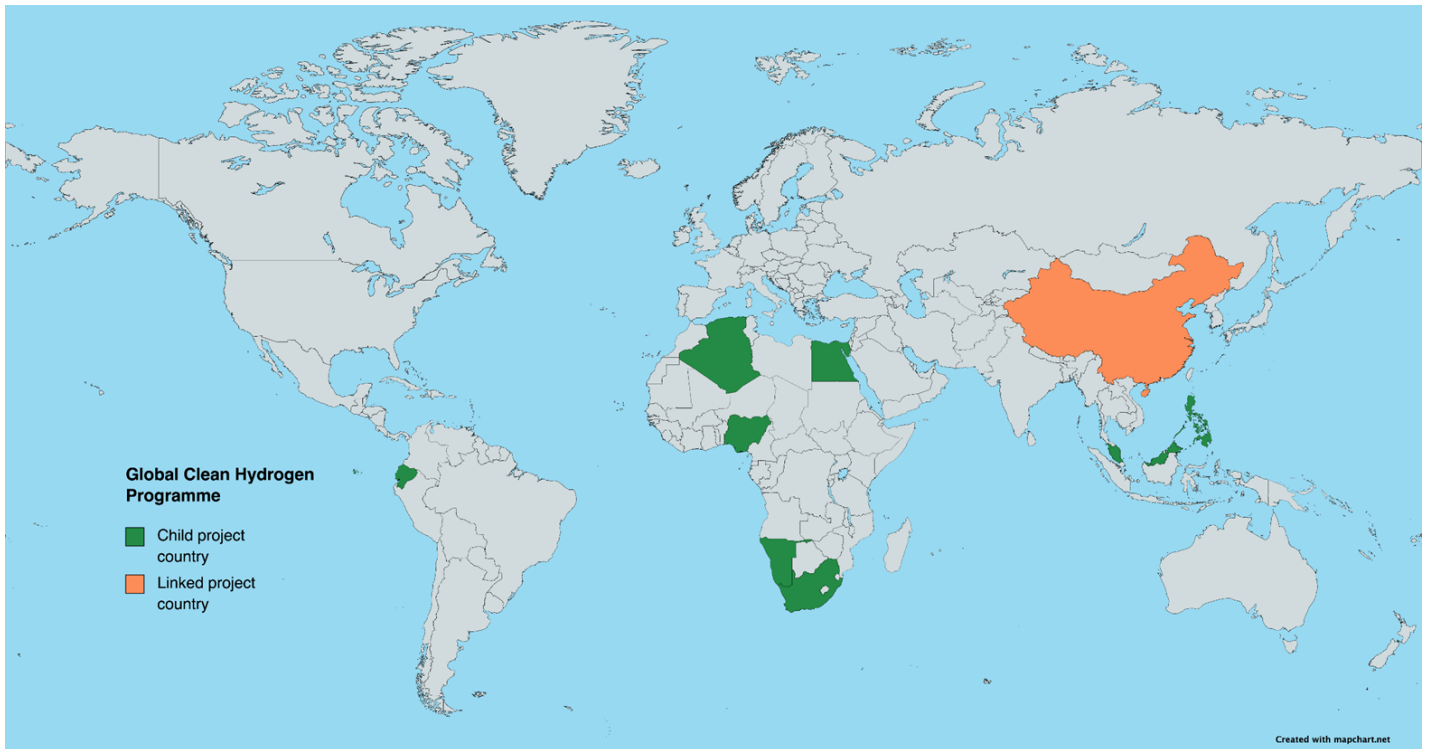 Global Clean Hydrogen
Programme
Child project
country
Linked project
country
Created with mapchart.net